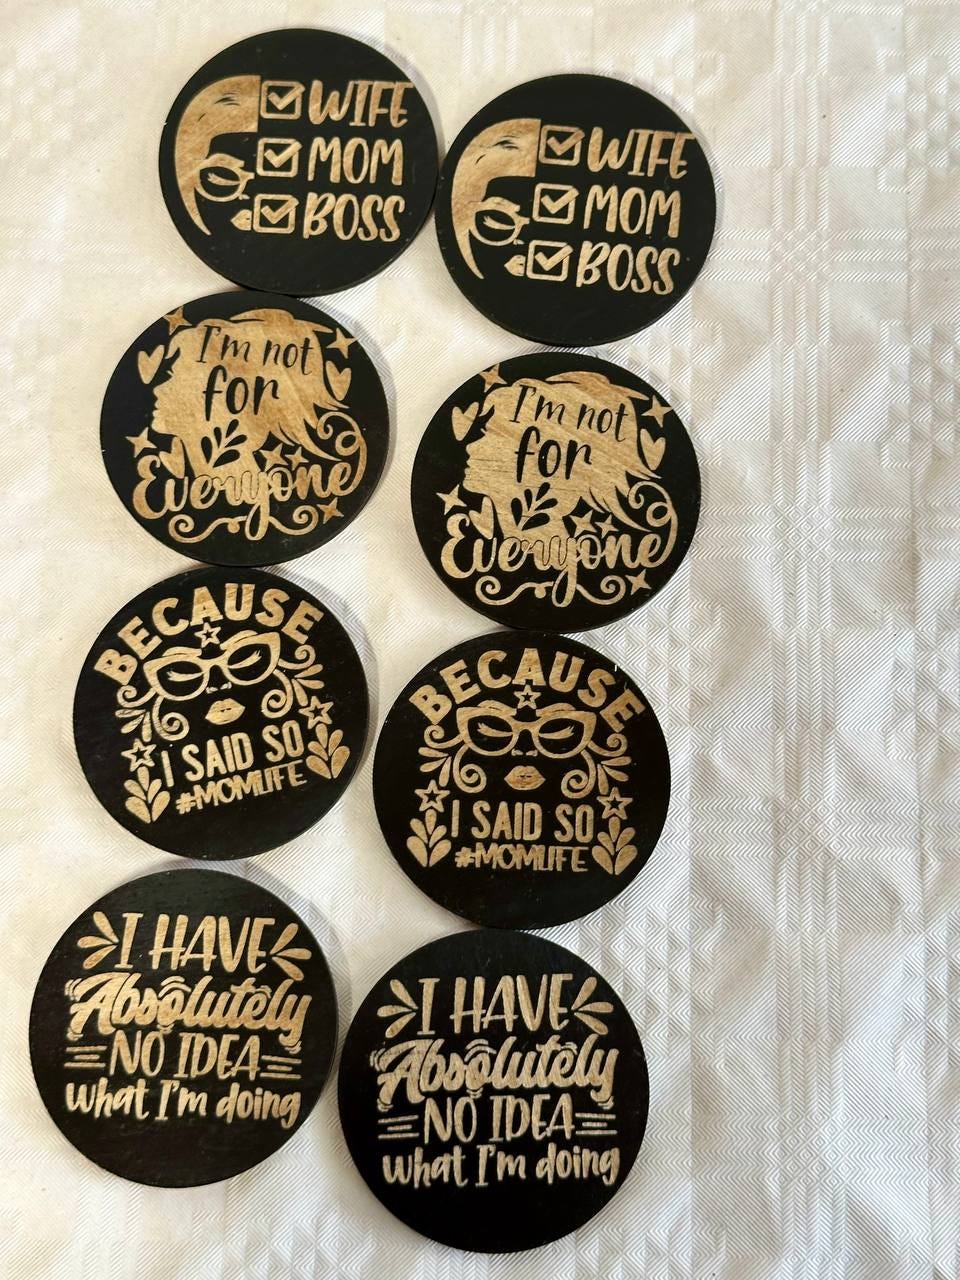 WIFE
MOM
BOSS
WIFE
MOM
BOSS
I'm not
for
Everyone
I'm not
for
Everyone
BECAUSE
I SAID SO
#MOMLIFE
BECAUSE
I SAID SO
#MOMLIFE
I HAVE
Absolutely
NO IDEA
what I'm doing
I HAVE
Absolutely
NO IDEA
what I'm doing